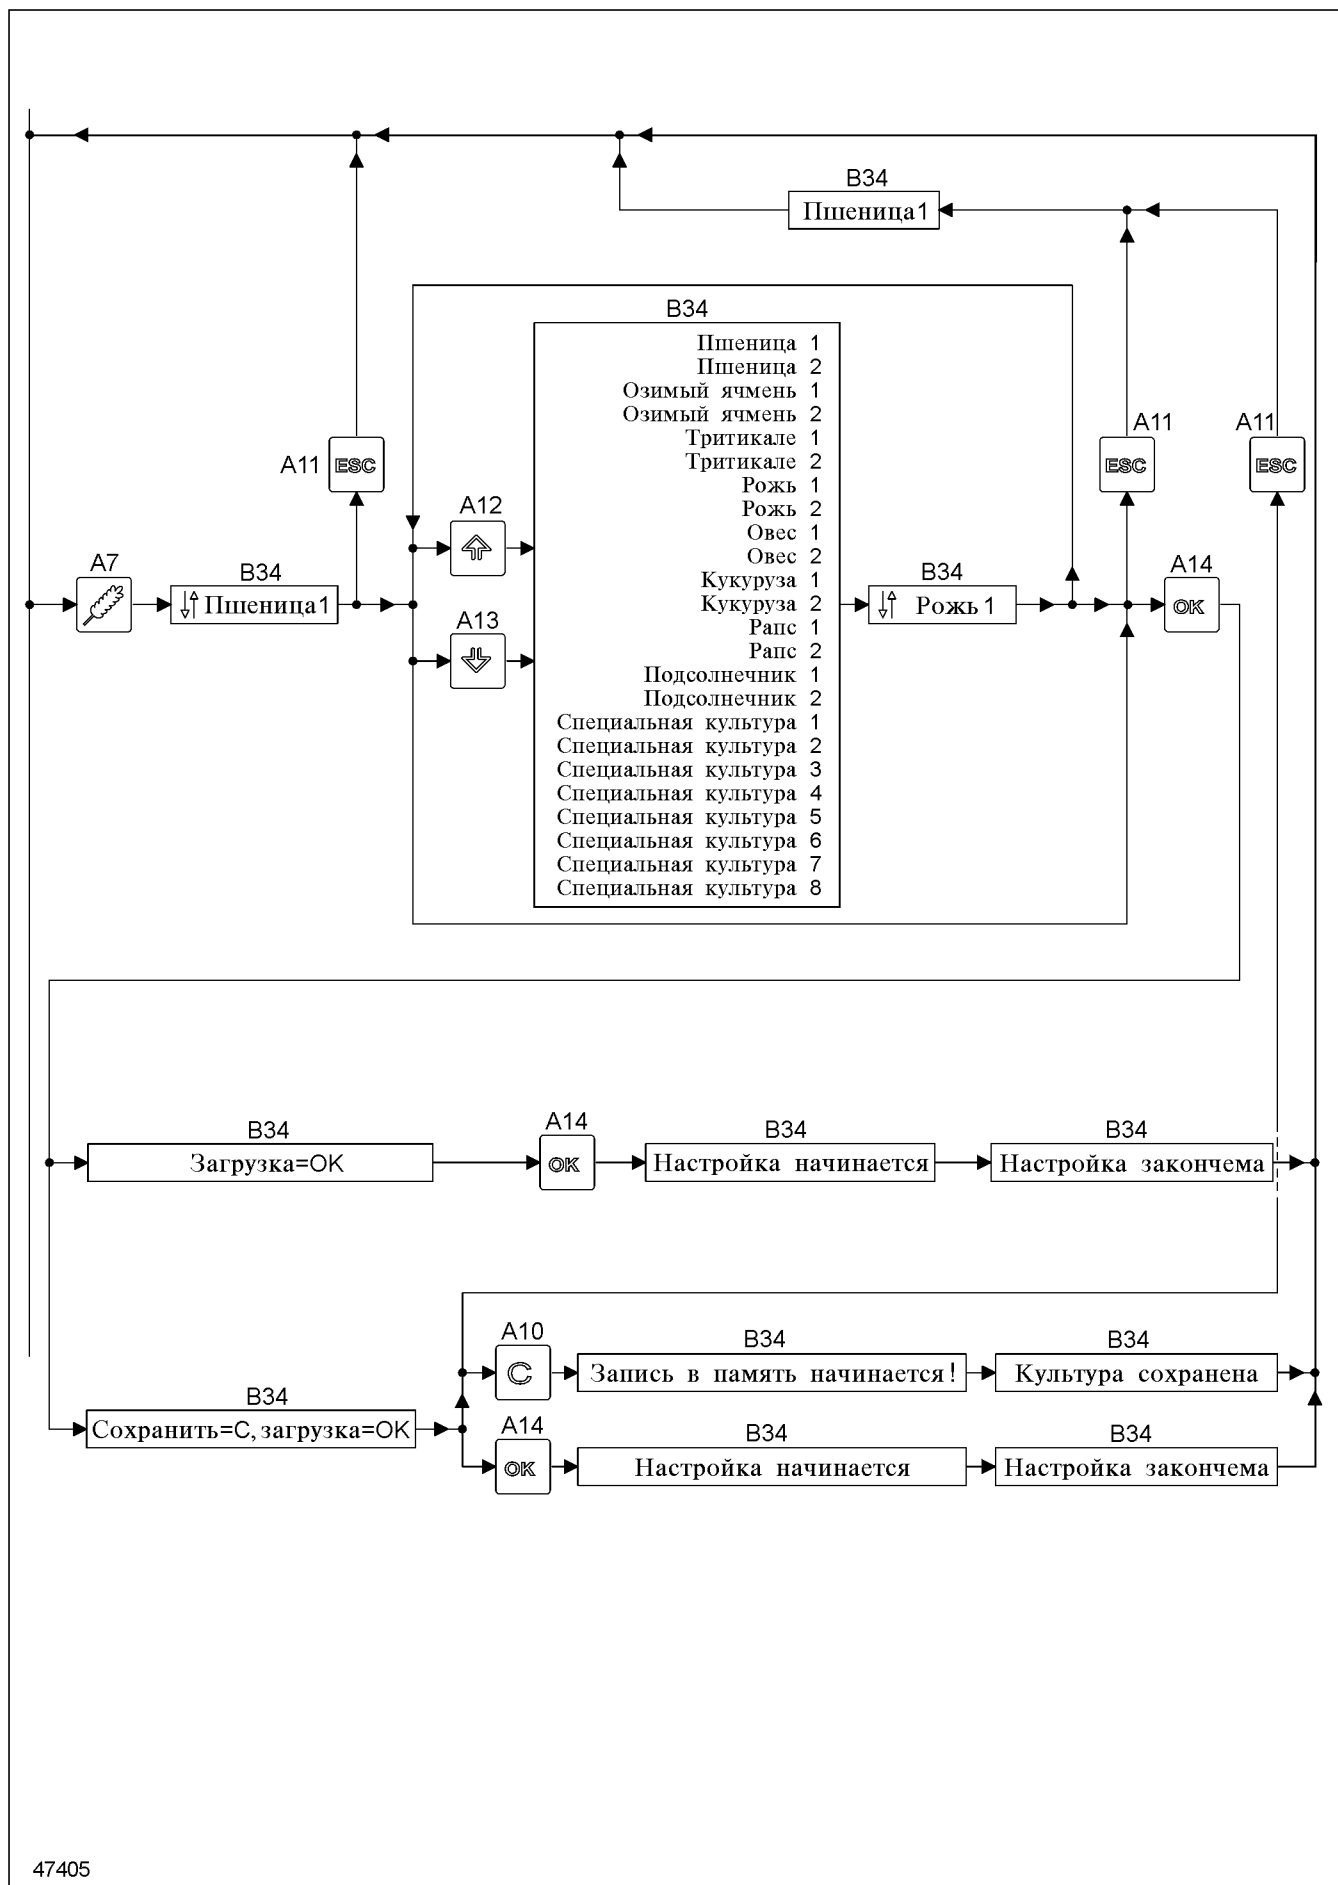 B34
Пшеница1
B34
Пшеница 1
Пшеница 2
Озимый ячмень 1
Озимый ячмень 2
Тритикале 1
Тритикале 2
Рожь 1
Рожь 2
Овес 1
Овес 2
Кукуруза 1
Кукуруза 2
Рапс 1
Рапс 2
Подсолнечник 1
Подсолнечник 2
Специальная культура 1
Специальная культура 2
Специальная культура 3
Специальная культура 4
Специальная культура 5
Специальная культура 6
Специальная культура 7
Специальная культура 8
A11
ESC
A11
ESC
A11
ESC
A12
A7
B34
Пшеница1
A13
B34
Рожь 1
A14
OK
B34
Загрузка=OK
A14
OK
B34
Настройка начинается
B34
Настройка закончема
A10
C
B34
Запись в память начинается!
B34
Культура сохранена
B34
Сохранить=C, загрузка=OK
A14
OK
B34
Настройка начинается
B34
Настройка закончема
47405